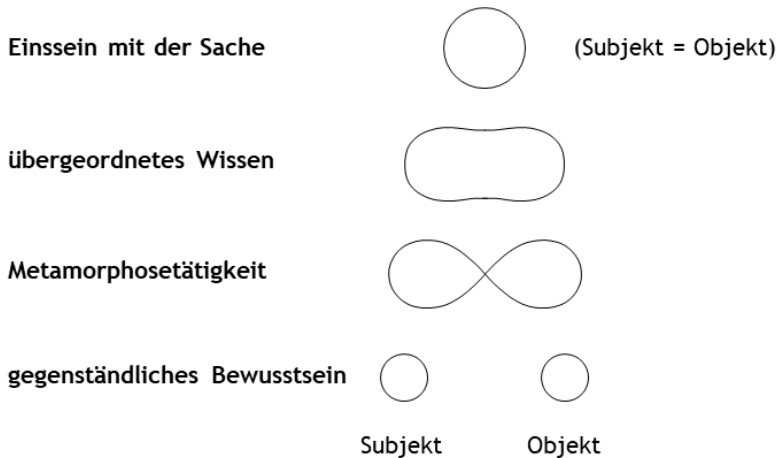 Einssein mit der Sache (Subjekt = Objekt)
übergeordnetes Wissen
Metamorphosetätigkeit
gegenständliches Bewusstsein
Subjekt Objekt